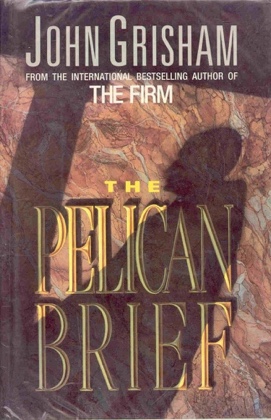 JOHN GRISHAM
FROM THE INTERNATIONAL BESTSELLING AUTHOR OF
THE FIRM
THE
PELICAN
BRIEF